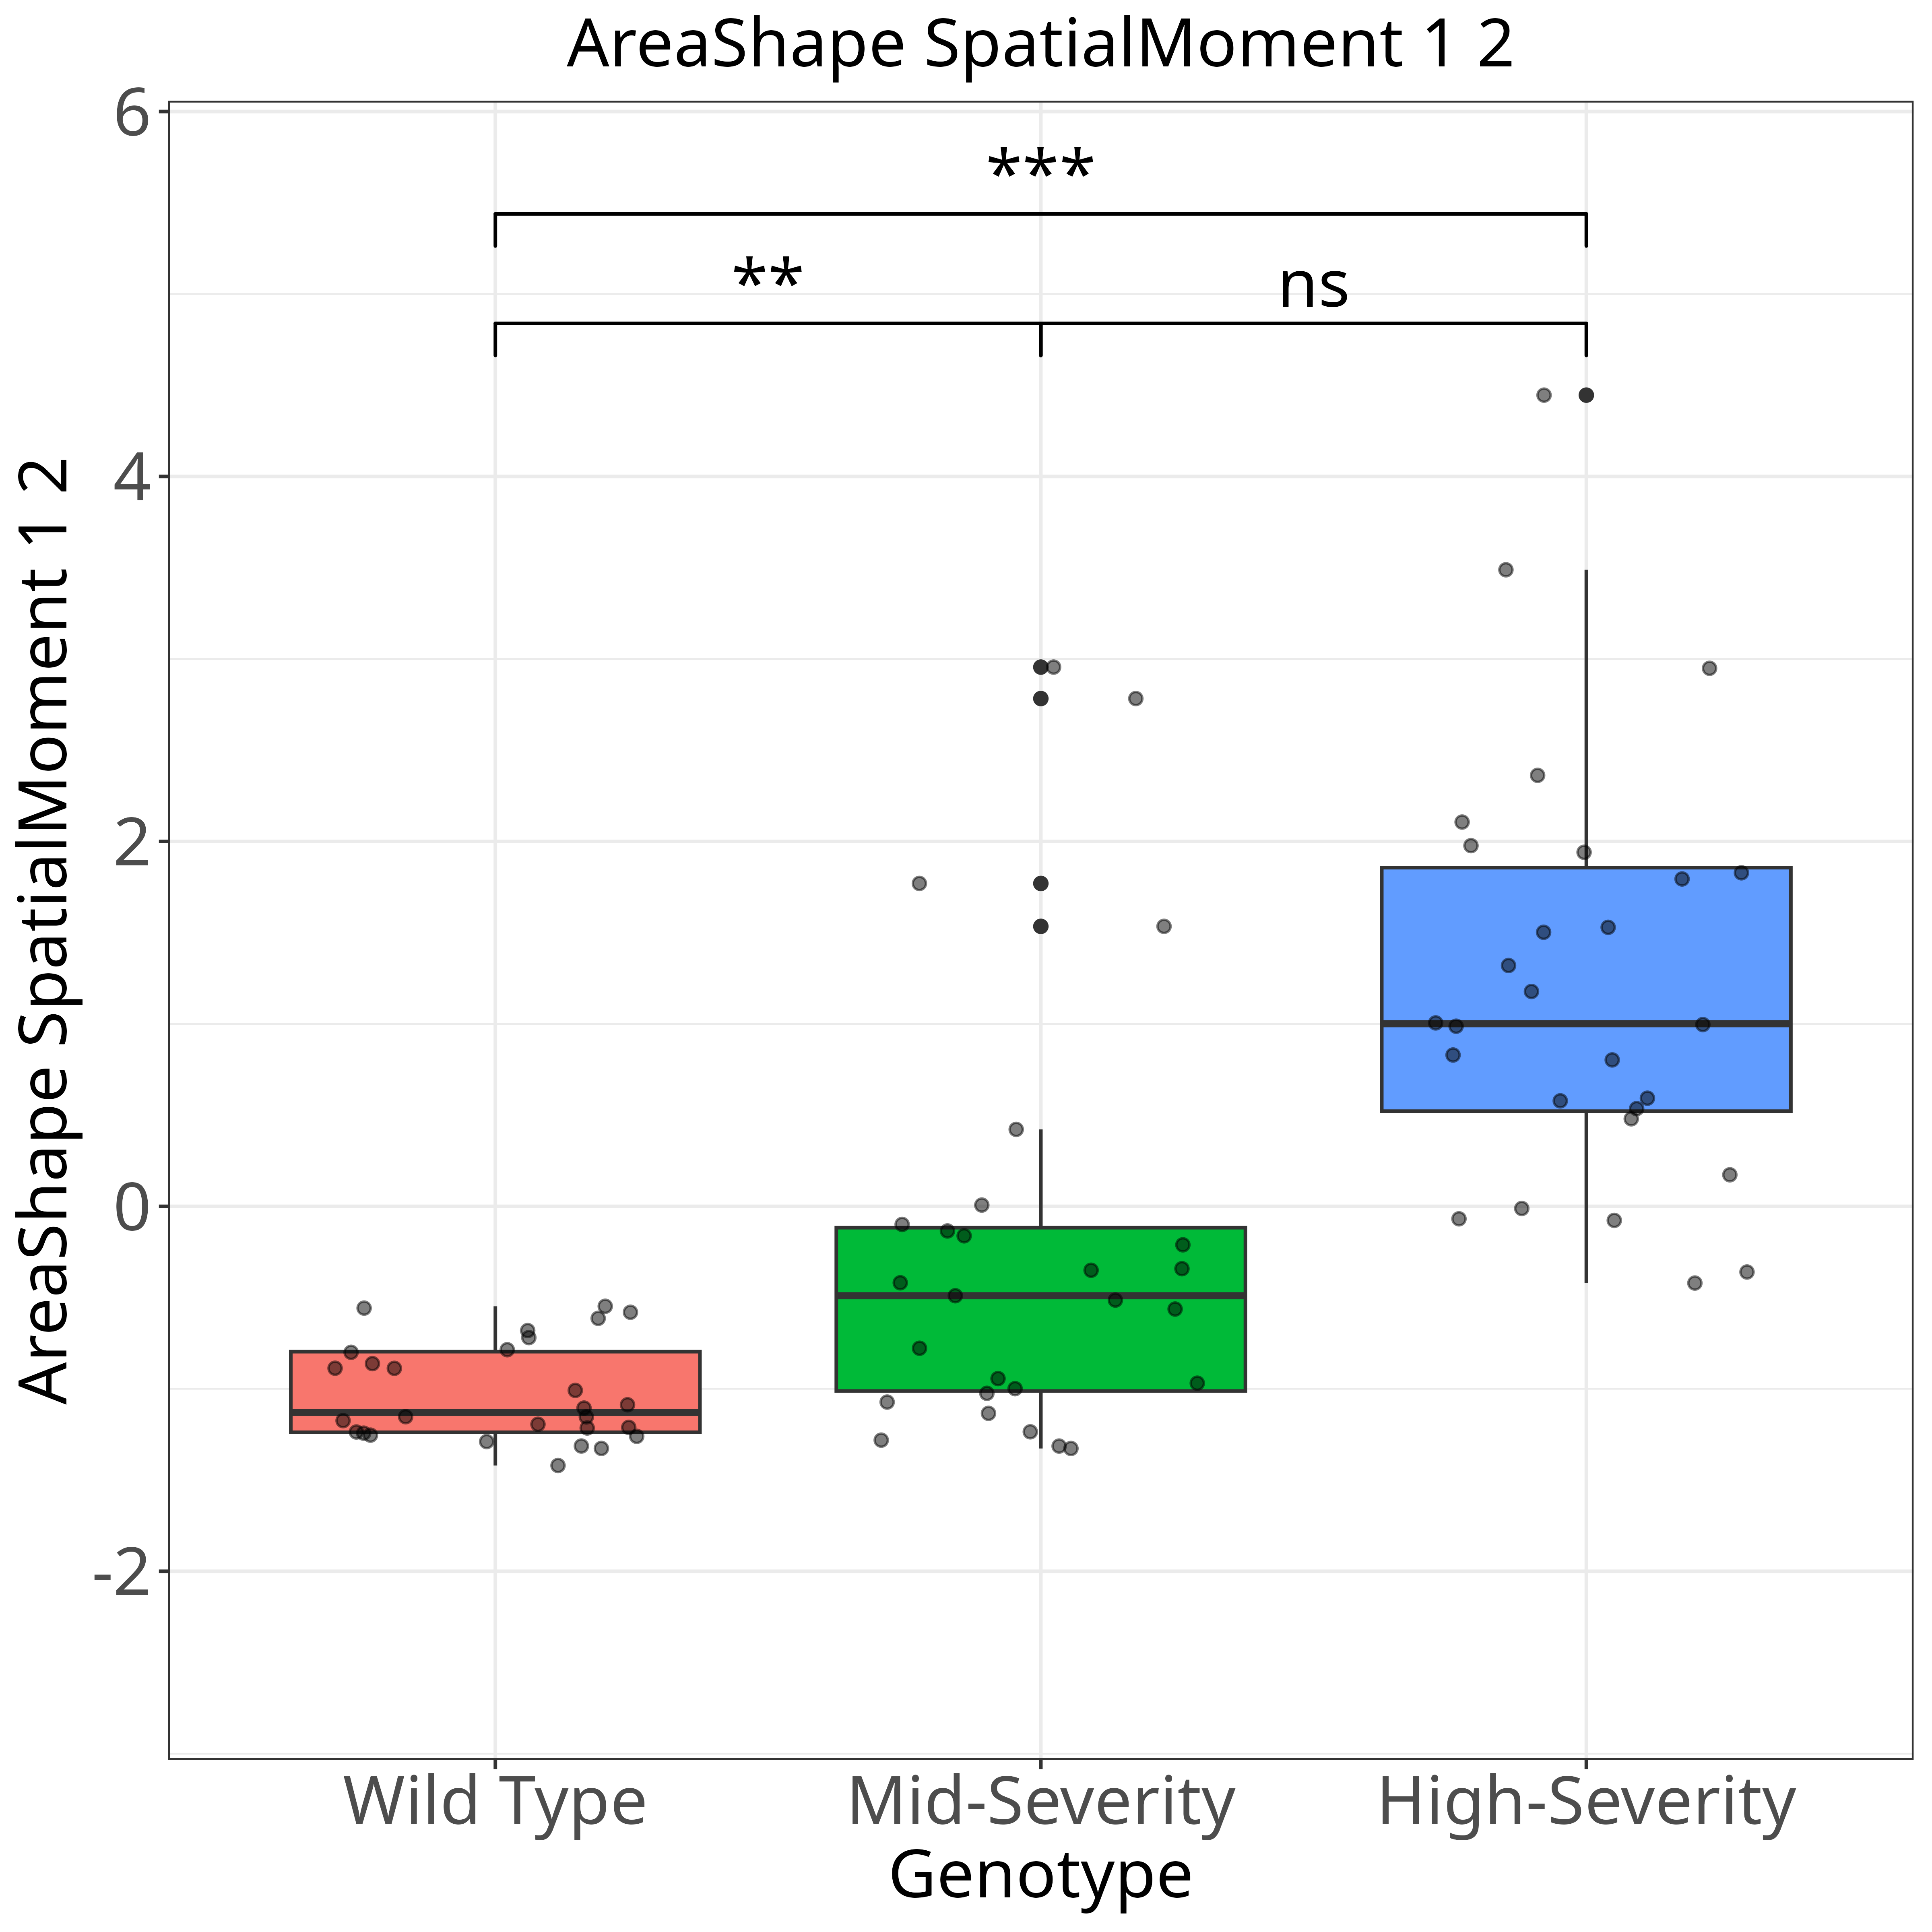 AreaShape SpatialMoment 1 2
AreaShape SpatialMoment 1 2
6
4
2
0
-2
***
**
ns
Wild Type
Mid-Severity
High-Severity
Genotype